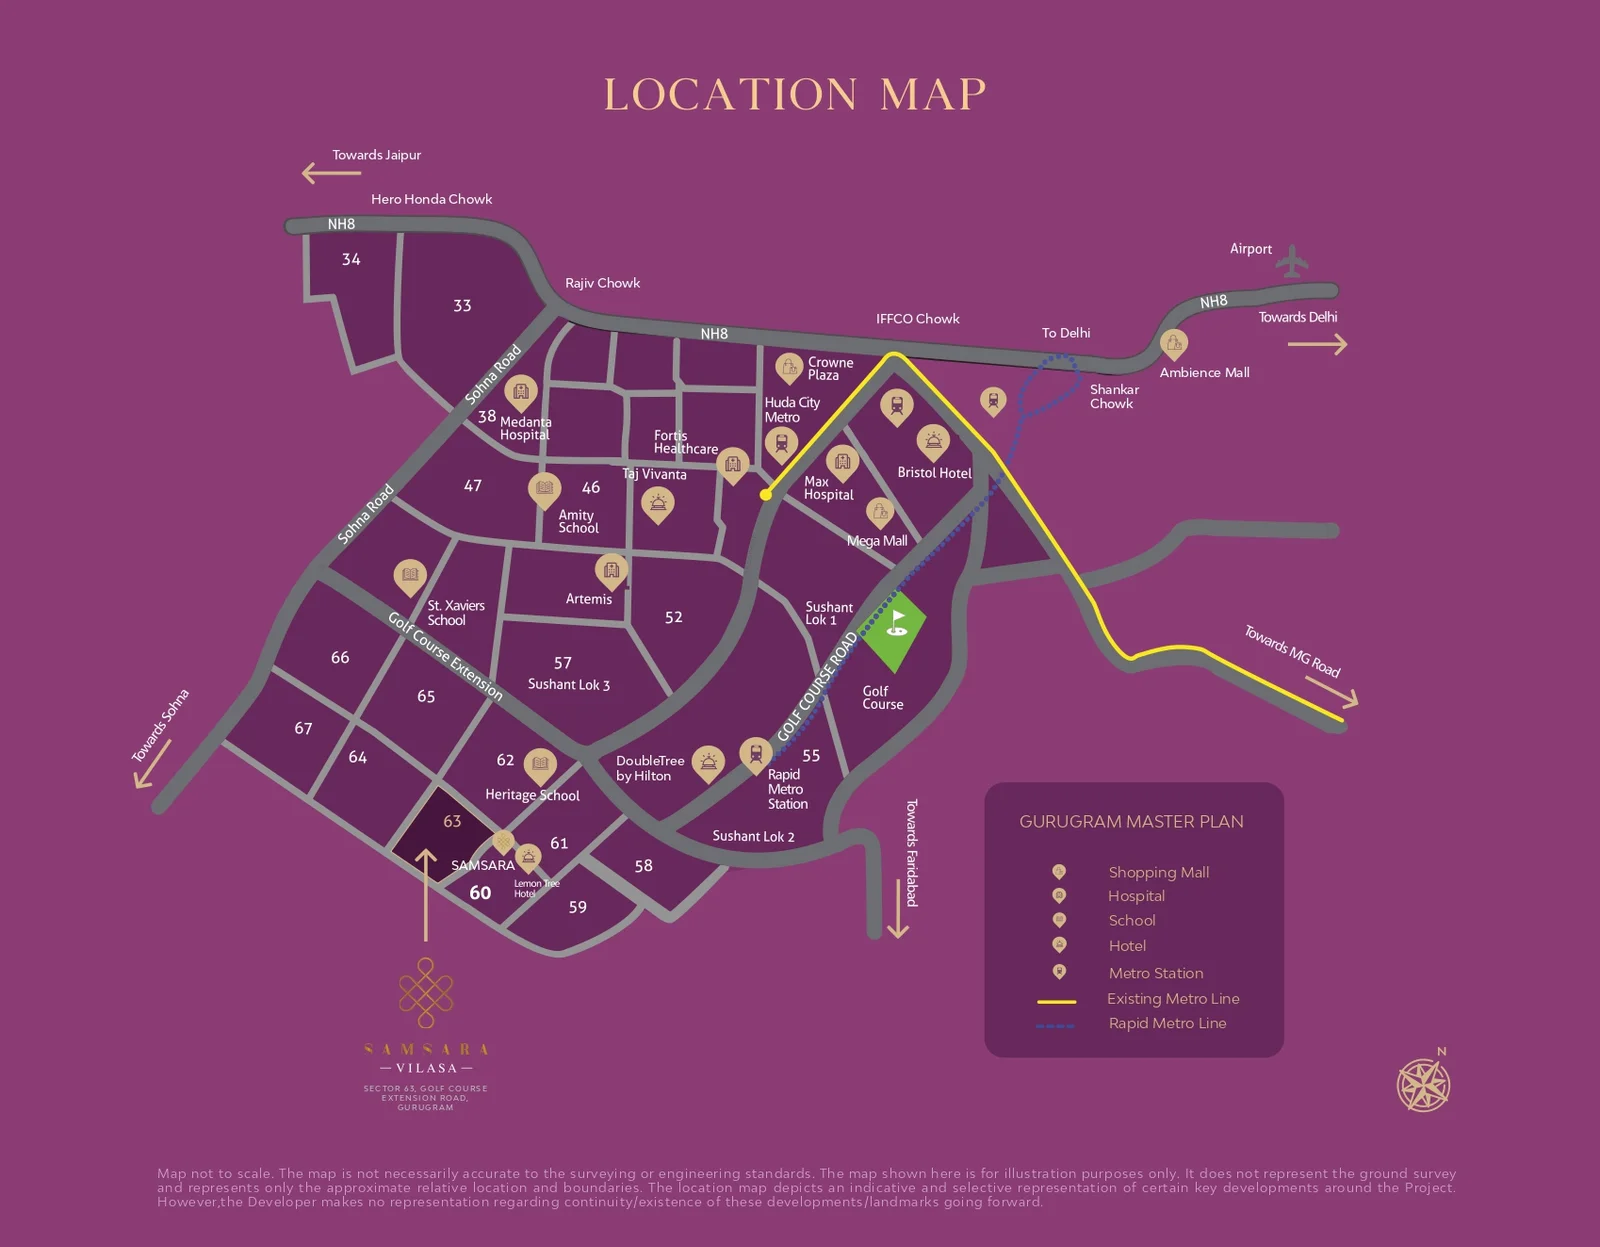 LOCATION MAP
Towards Jaipur
Hero Honda Chowk
NH8
34
33
Rajiv Chowk
Airport
NH8
Towards Delhi
IFFCO Chowk
To Delhi
NH8
Ambience Mall
Shankar
Chowk
Crowne
Plaza
Huda City
Metro
Sohna Road
38
Medanta
Hospital
Fortis
Healthcare
Taj Vivanta
Bristol Hotel
Max
Hospital
Mega Mall
47
46
Amity
School
Sohna Road
St. Xaviers
School
Artemis
52
Sushant
Lok 1
Golf Course Extension
GOLF COURSE ROAD
Golf
Course
Towards MG Road
66
65
57
Sushant Lok 3
Towards Sohna
67
64
62
Heritage School
DoubleTree
by Hilton
55
Rapid
Metro
Station
Sushant Lok 2
Towards Faridabad
63
SAMSARA
61
Lemon Tree
Hotel
60
58
59
SAMSARA
VILASA
SECTOR 63, GOLF COURSE
EXTENSION ROAD,
GURUGRAM
GURUGRAM MASTER PLAN
Shopping Mall
Hospital
School
Hotel
Metro Station
Existing Metro Line
Rapid Metro Line
N
Map not to scale. The map is not necessarily accurate to the surveying or engineering standards. The map shown here is for illustration purposes only. It does not represent the ground survey
and represents only the approximate relative location and boundaries. The location map depicts an indicative and selective representation of certain key developments around the Project.
However,the Developer makes no representation regarding continuity/existence of these developments/landmarks going forward.